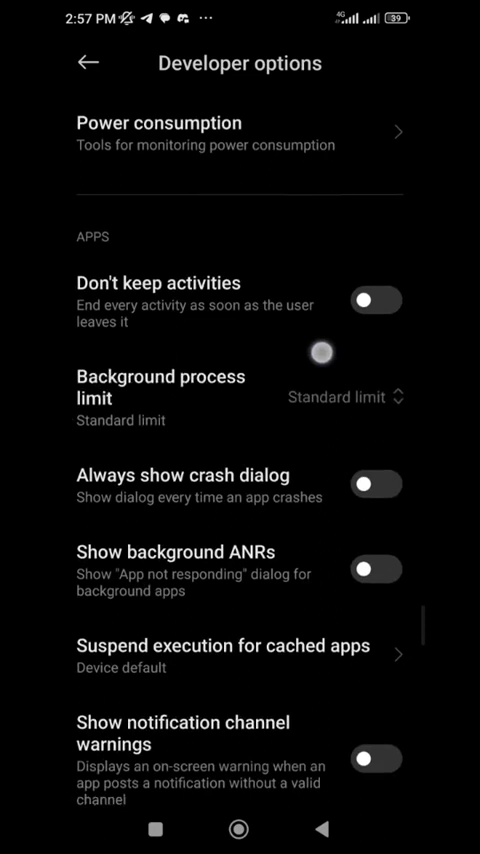 2:57 PM
4G
39
Developer options
Power consumption
Tools for monitoring power consumption
APPS
Don't keep activities
End every activity as soon as the user
leaves it
Background process
limit
Standard limit
Standard limit
Always show crash dialog
Show dialog every time an app crashes
Show background ANRs
Show "App not responding" dialog for
background apps
Suspend execution for cached apps
Device default
Show notification channel
warnings
Displays an on-screen warning when an
app posts a notification without a valid
channel